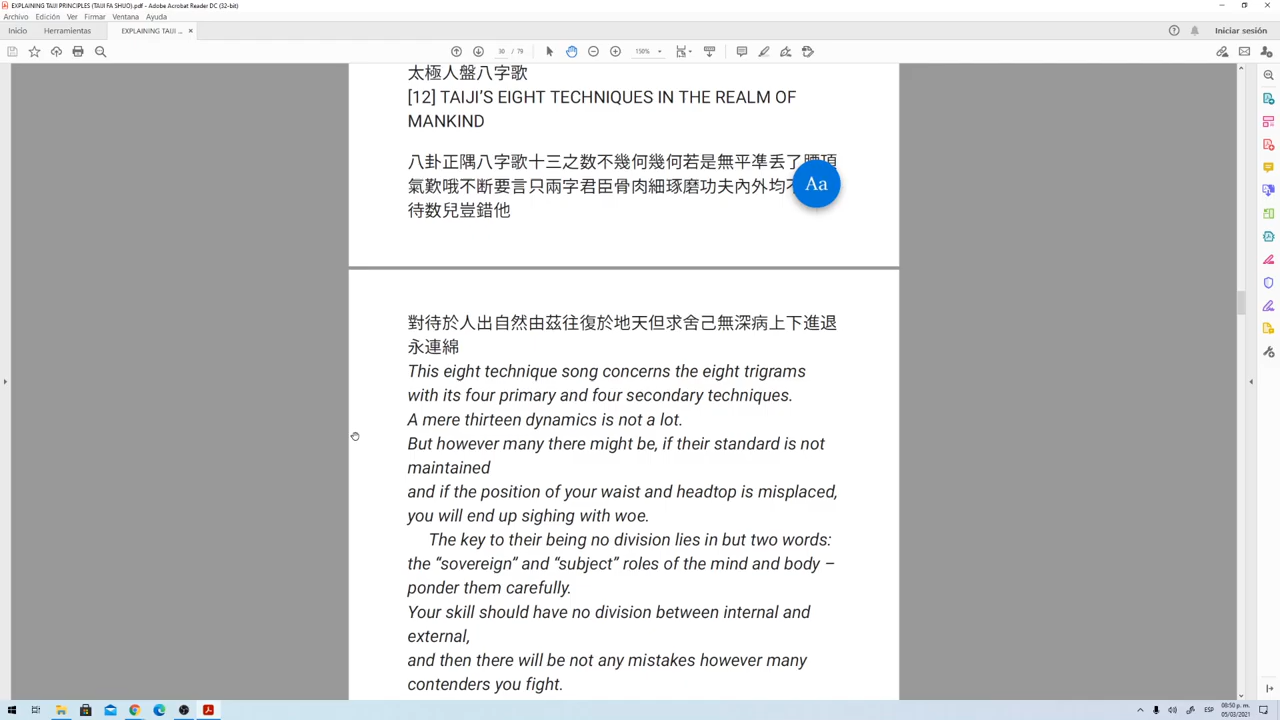 EXPLAINING TAIJI PRINCIPLES (TAIJI FA SHUO).pdf - Adobe Acrobat Reader DC (32-bit)
Archivo Edición Ver Firmar Ventana Ayuda
Inicio Herramientas EXPLAINING TAIJI ... × Iniciar sesión
30 / 79 150%
太極人盤八字歌
[12] TAIJI’S EIGHT TECHNIQUES IN THE REALM OF
MANKIND
八卦正隅八字歌十三之数不幾何幾何若是無平準丟了腰頂
Aa
氣歎哦不断要言只兩字君臣骨肉細琢磨功夫內外均
待数兒豈錯他
對待於人出自然由茲往復於地天但求舍己無深病上下進退
永連綿
This eight technique song concerns the eight trigrams
with its four primary and four secondary techniques.
A mere thirteen dynamics is not a lot.
But however many there might be, if their standard is not
maintained
and if the position of your waist and headtop is misplaced,
you will end up sighing with woe.
The key to their being no division lies in but two words:
the “sovereign” and “subject” roles of the mind and body –
ponder them carefully.
Your skill should have no division between internal and
external,
and then there will be not any mistakes however many
contenders you fight.
ESP 08:50 p. m.
05/03/2021